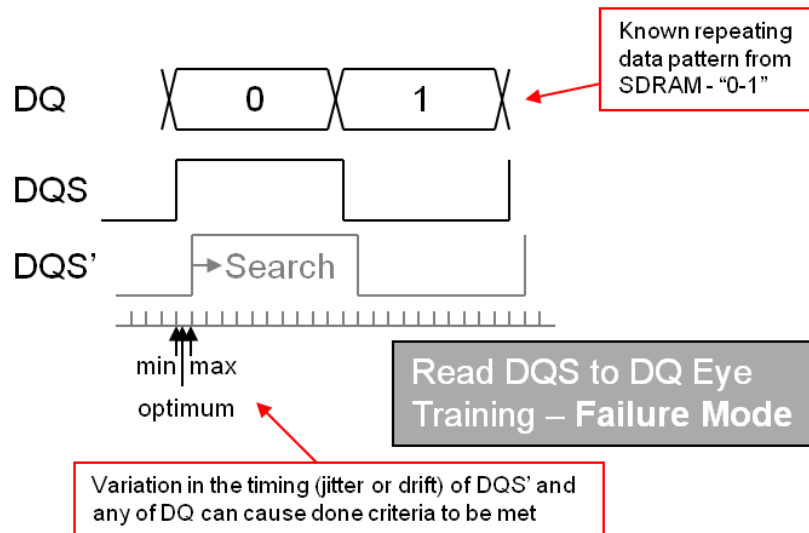 Known repeating
data pattern from
SDRAM - “0-1”
DQ
0
1
DQS
DQS’
Search
min
max
optimum
Read DQS to DQ Eye
Training – Failure Mode
Variation in the timing (jitter or drift) of DQS’ and
any of DQ can cause done criteria to be met